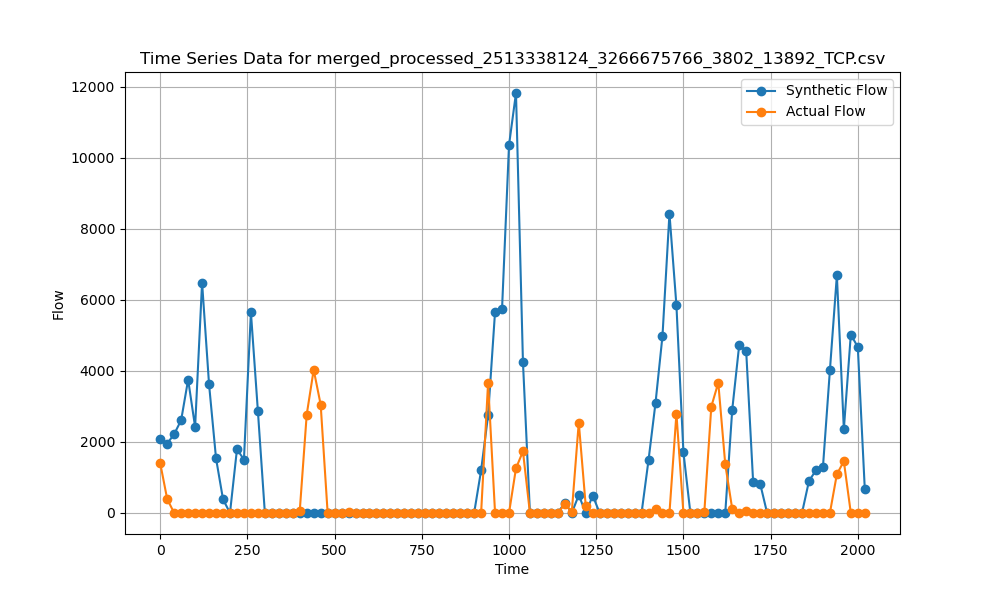 Time Series Data for merged_processed_2513338124_3266675766_3802_13892_TCP.csv
Synthetic Flow
Actual Flow
12000
10000
8000
6000
4000
2000
0
Flow
0 250 500 750 1000 1250 1500 1750 2000
Time